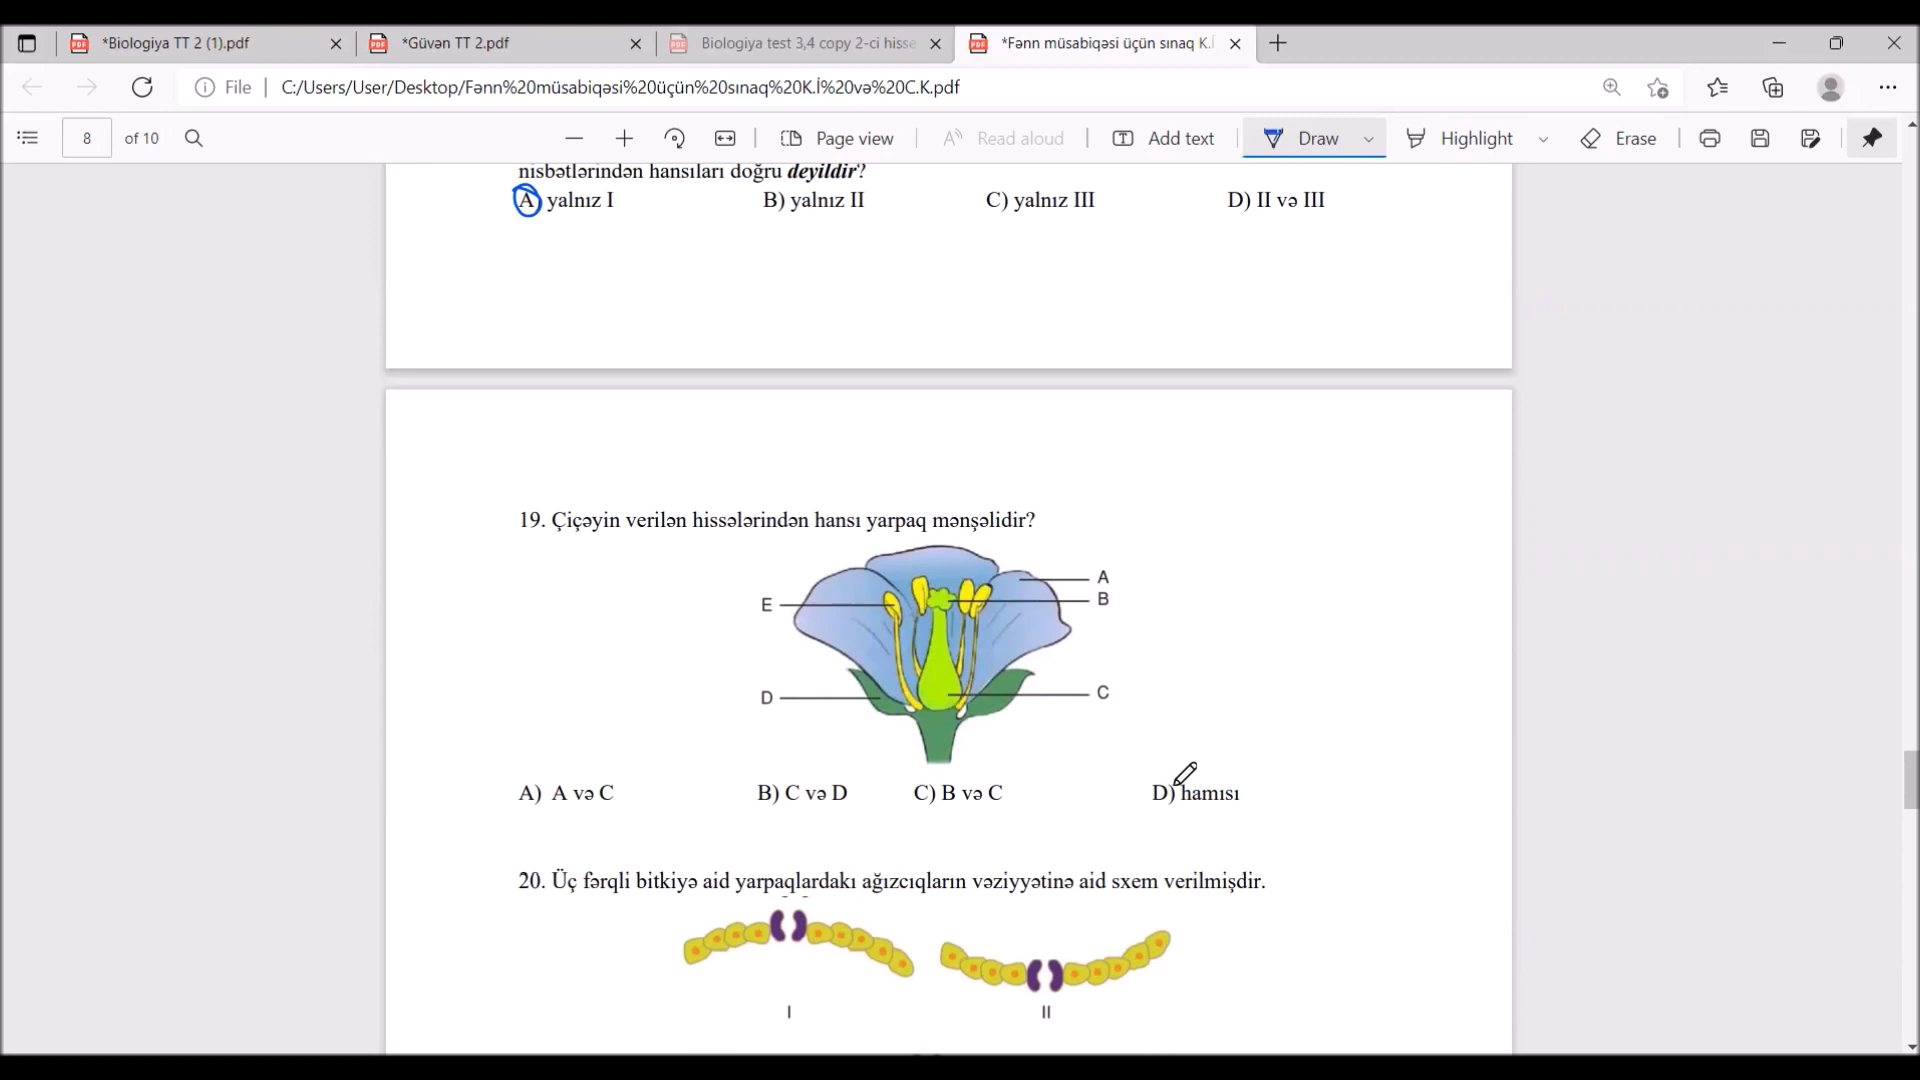 *Biologiya TT 2 (1).pdf
*Güvən TT 2.pdf
Biologiya test 3,4 copy 2-ci hissə
*Fənn müsabiqəsi üçün sınaq K.İ
File
C:/Users/User/Desktop/Fənn%20müsabiqəsi%20üçün%20sınaq%20K.İ%20və%20C.K.pdf
8 of 10
Page view
Read aloud
Add text
Draw
Highlight
Erase
nisbətlərindən hansıları doğru deyildir?
A) yalnız I B) yalnız II C) yalnız III D) II və III
19. Çiçəyin verilən hissələrindən hansı yarpaq mənşəlidir?
A
E B
D C
A) A və C B) C və D C) B və C D) hamısı
20. Üç fərqli bitkiyə aid yarpaqlardakı ağızcıqların vəziyyətinə aid sxem verilmişdir.
I II